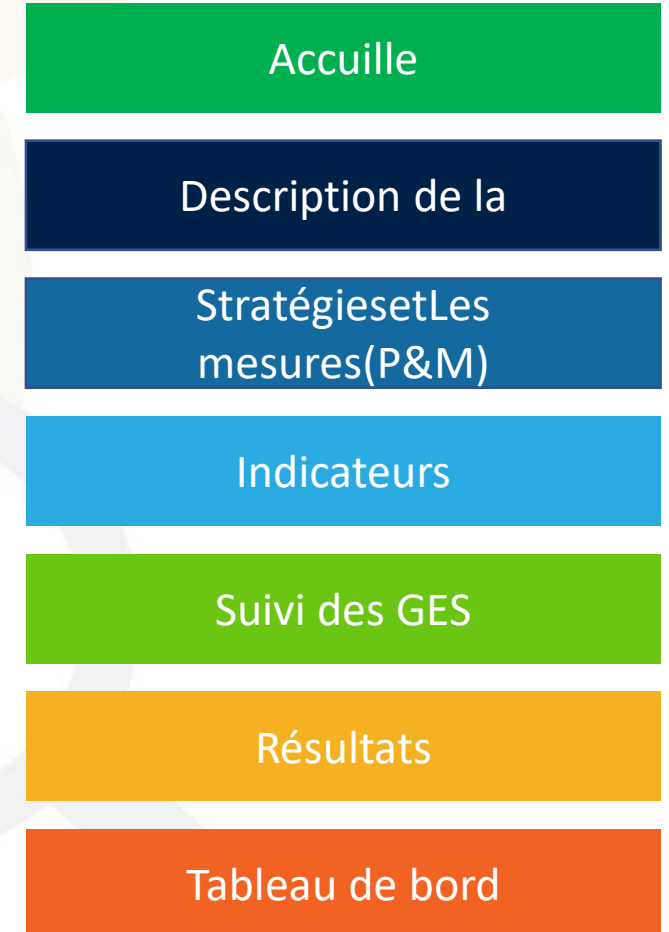 Accuille
Description de la
StratégiesetLes
mesures(P&M)
Indicateurs
Suivi des GES
Résultats
Tableau de bord